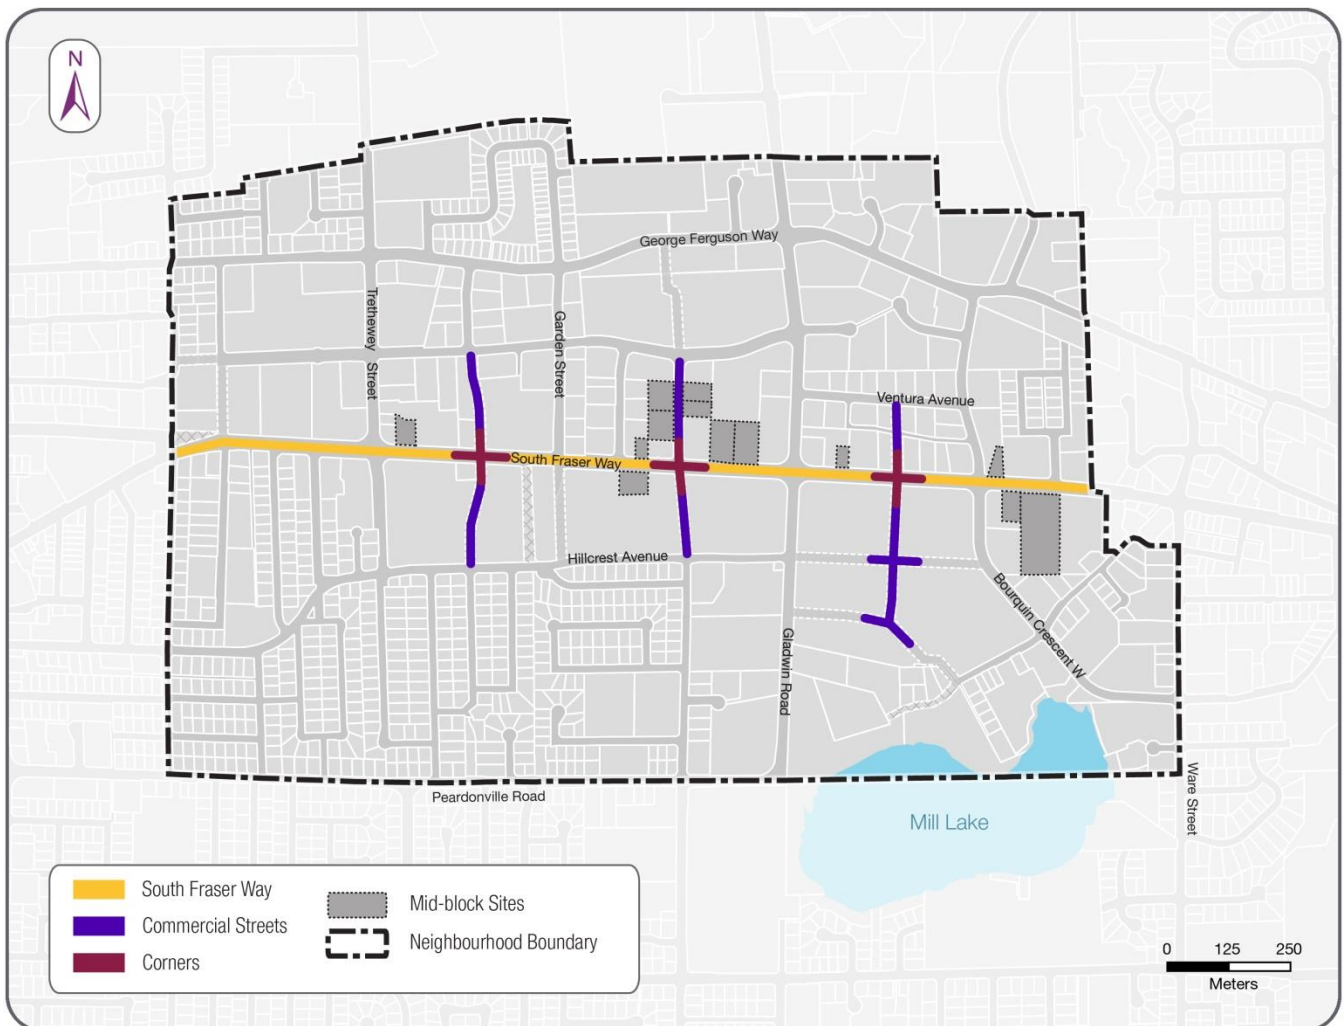 N
George Ferguson Way
Trethewey Street
Garden Street
Ventura Avenue
South Fraser Way
Hillcrest Avenue
Bourquin Crescent W
Gladwin Road
Peardonville Road
Ware Street
Mill Lake
South Fraser Way
Commercial Streets
Corners
Mid-block Sites
Neighbourhood Boundary
0 125 250
Meters